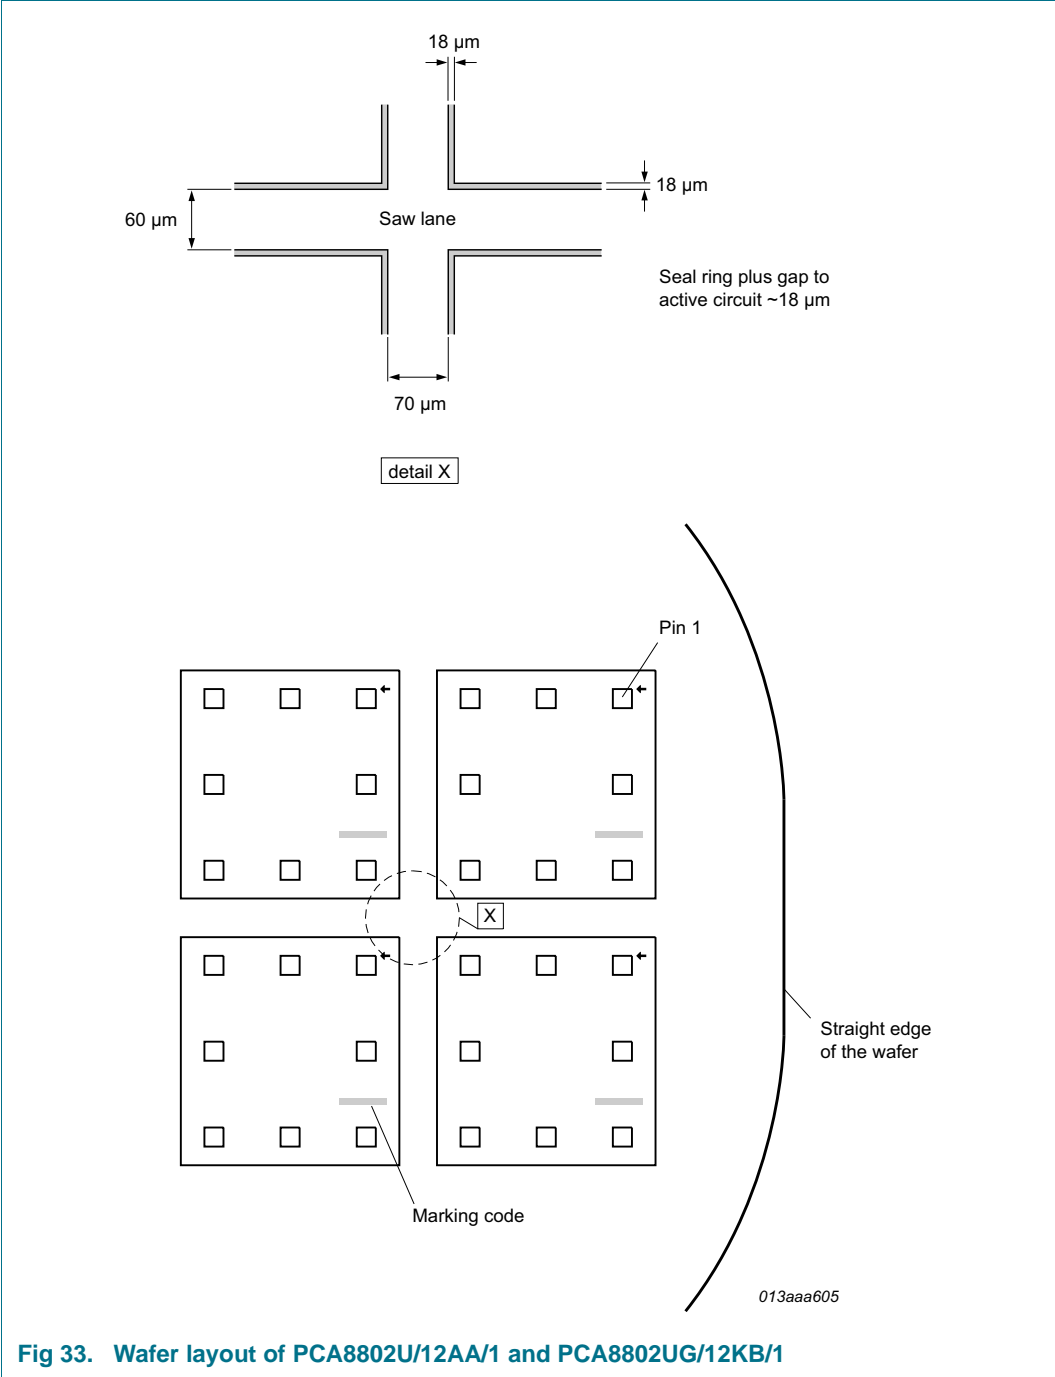 18 µm
18 µm
60 µm
Saw lane
Seal ring plus gap to
active circuit ~18 µm
70 µm
detail X
Pin 1
X
Straight edge
of the wafer
Marking code
013aaa605
Fig 33. Wafer layout of PCA8802U/12AA/1 and PCA8802UG/12KB/1